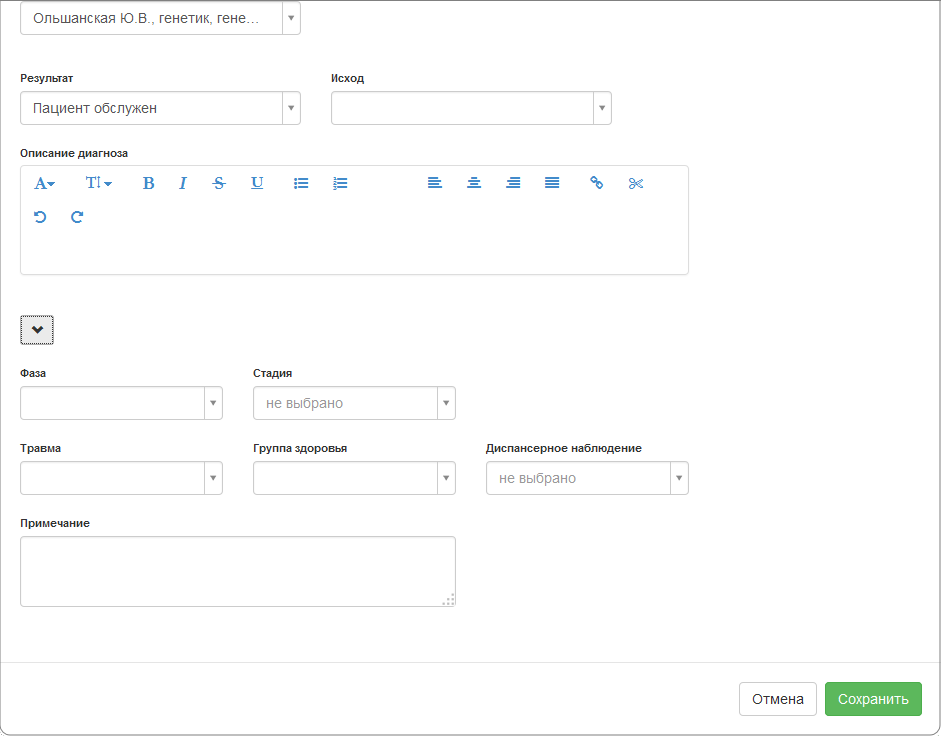 Ольшанская Ю.В., генетик, гене...
Результат Исход
Пациент обслужен
Описание диагноза
Фаза Стадия
не выбрано
Травма Группа здоровья Диспансерное наблюдение
не выбрано
Примечание
Отмена Сохранить